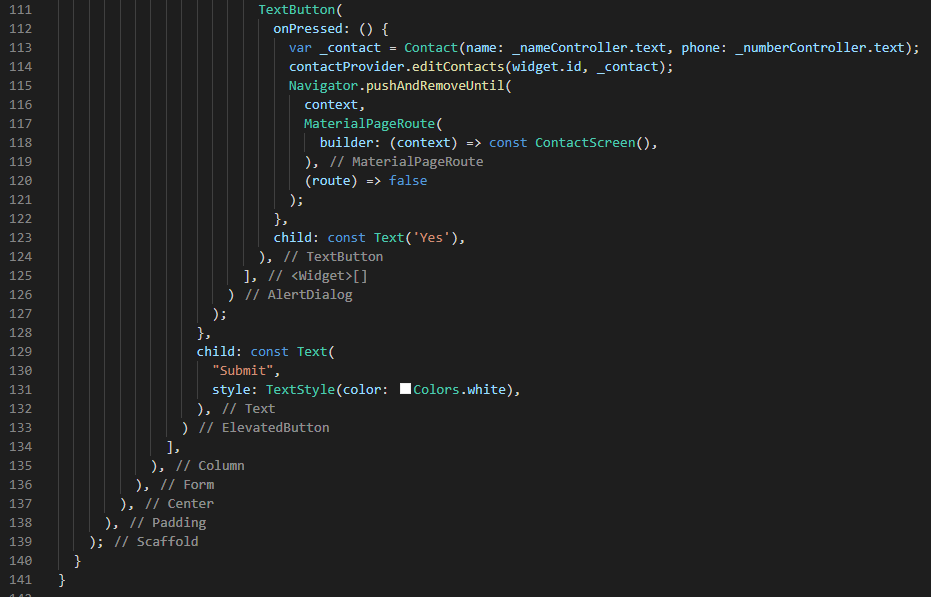 111 TextButton(
112 onPressed: () {
113 var _contact = Contact(name: _nameController.text, phone: _numberController.text);
114 contactProvider.editContacts(widget.id, _contact);
115 Navigator.pushAndRemoveUntil(
116 context,
117 MaterialPageRoute(
118 builder: (context) => const ContactScreen(),
119 ), // MaterialPageRoute
120 (route) => false
121 );
122 },
123 child: const Text('Yes'),
124 ), // TextButton
125 ], // <Widget>[]
126 ) // AlertDialog
127 );
128 },
129 child: const Text(
130 "Submit",
131 style: TextStyle(color: Colors.white),
132 ), // Text
133 ) // ElevatedButton
134 ],
135 ), // Column
136 ), // Form
137 ), // Center
138 ), // Padding
139 ); // Scaffold
140 }
141 }